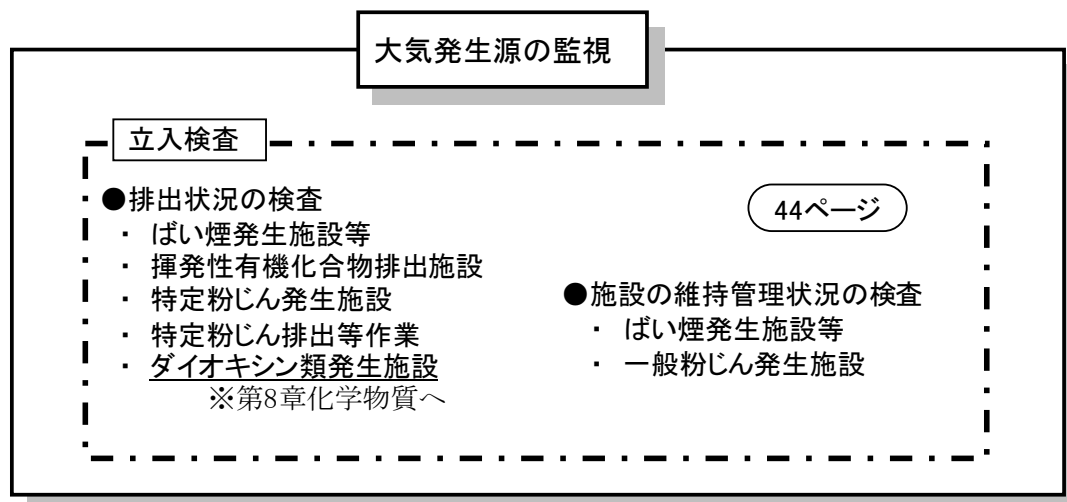 大気発生源の監視
立入検査
●排出状況の検査
・ ばい煙発生施設等
・ 揮発性有機化合物排出施設
・ 特定粉じん発生施設
・ 特定粉じん排出等作業
・ ダイオキシン類発生施設
※第8章化学物質へ
44ページ
●施設の維持管理状況の検査
・ ばい煙発生施設等
・ 一般粉じん発生施設